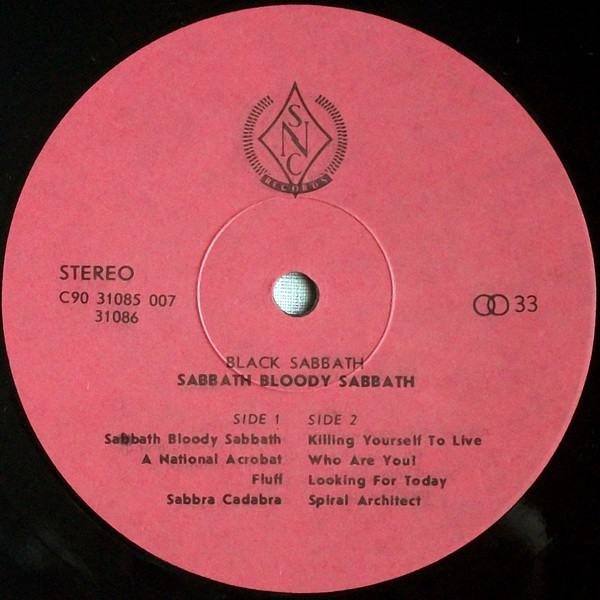 SNC
RECORDS
STEREO
C90 31085 007
31086
33
BLACK SABBATH
SABBATH BLOODY SABBATH
SIDE 1 SIDE 2
Sabbath Bloody Sabbath Killing Yourself To Live
A National Acrobat Who Are You?
Fluff Looking For Today
Sabbra Cadabra Spiral Architect